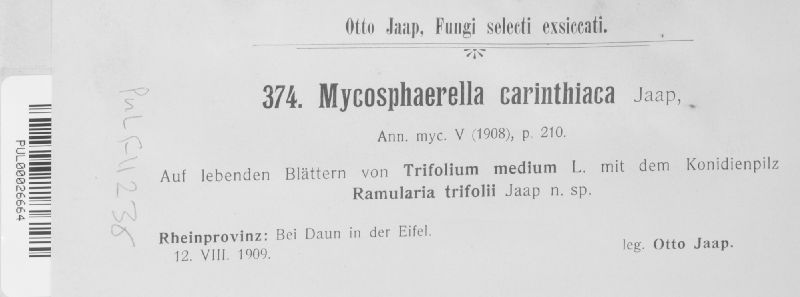 Otto Jaap, Fungi selecti exsiccati.
374. Mycosphaerella carinthiaca Jaap,
Ann. myc. V (1908), p. 210.
Auf lebenden Blättern von Trifolium medium L. mit dem Konidienpilz
Ramularia trifolii Jaap n. sp.
Rheinprovinz: Bei Daun in der Eifel.
12. VIII. 1909.
leg. Otto Jaap.
PUL00026664
PUL F11236